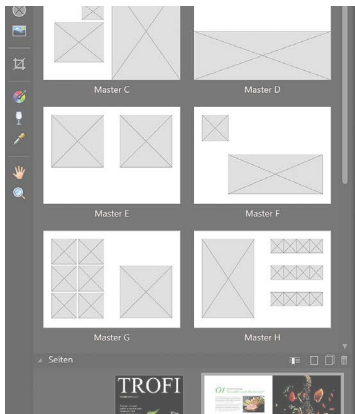 Master C
Master D
Master E
Master F
Master G
Master H
Seiten
TROFI
01